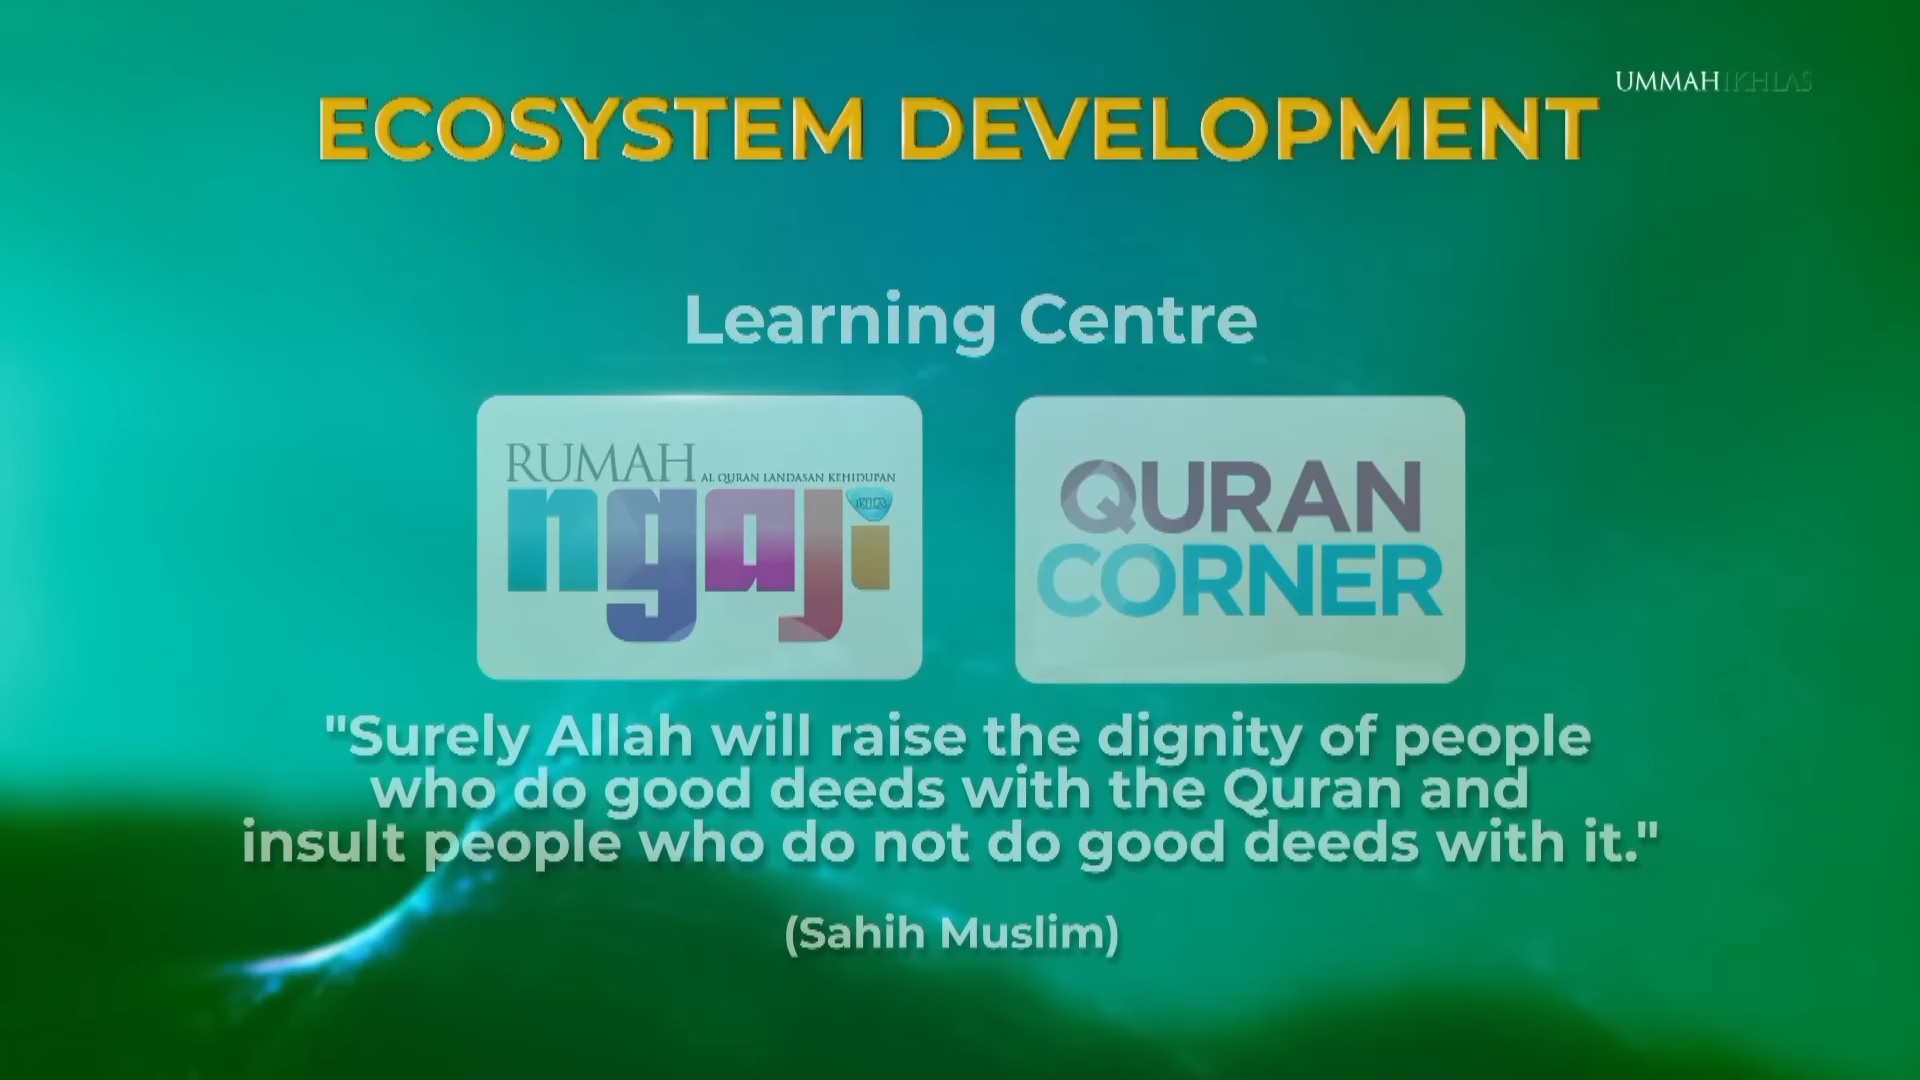 UMMAHIKHLAS
ECOSYSTEM DEVELOPMENT
Learning Centre
RUMAH
AL QURAN LANDASAN KEHIDUPAN
ngaji
IKHLAS
QURAN
CORNER
"Surely Allah will raise the dignity of people
who do good deeds with the Quran and
insult people who do not do good deeds with it."
(Sahih Muslim)